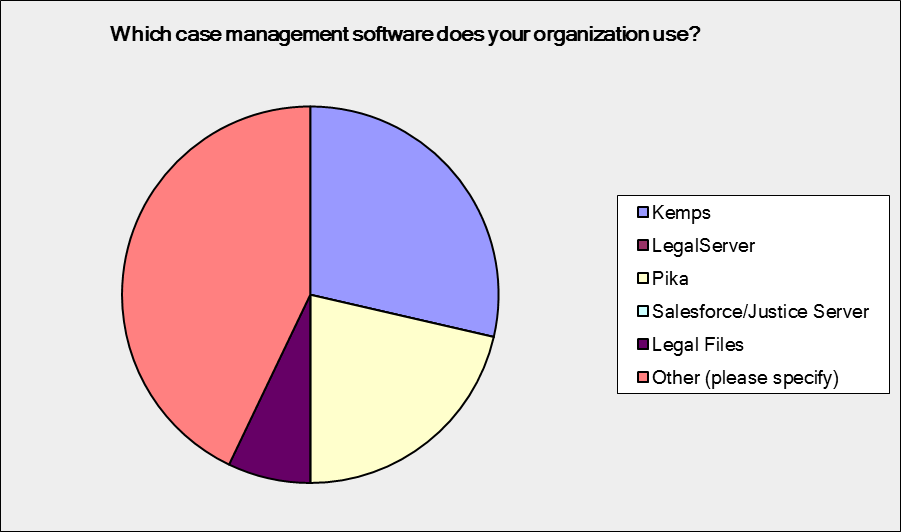 Which case management software does your organization use?
Kemps
LegalServer
Pika
Salesforce/Justice Server
Legal Files
Other (please specify)